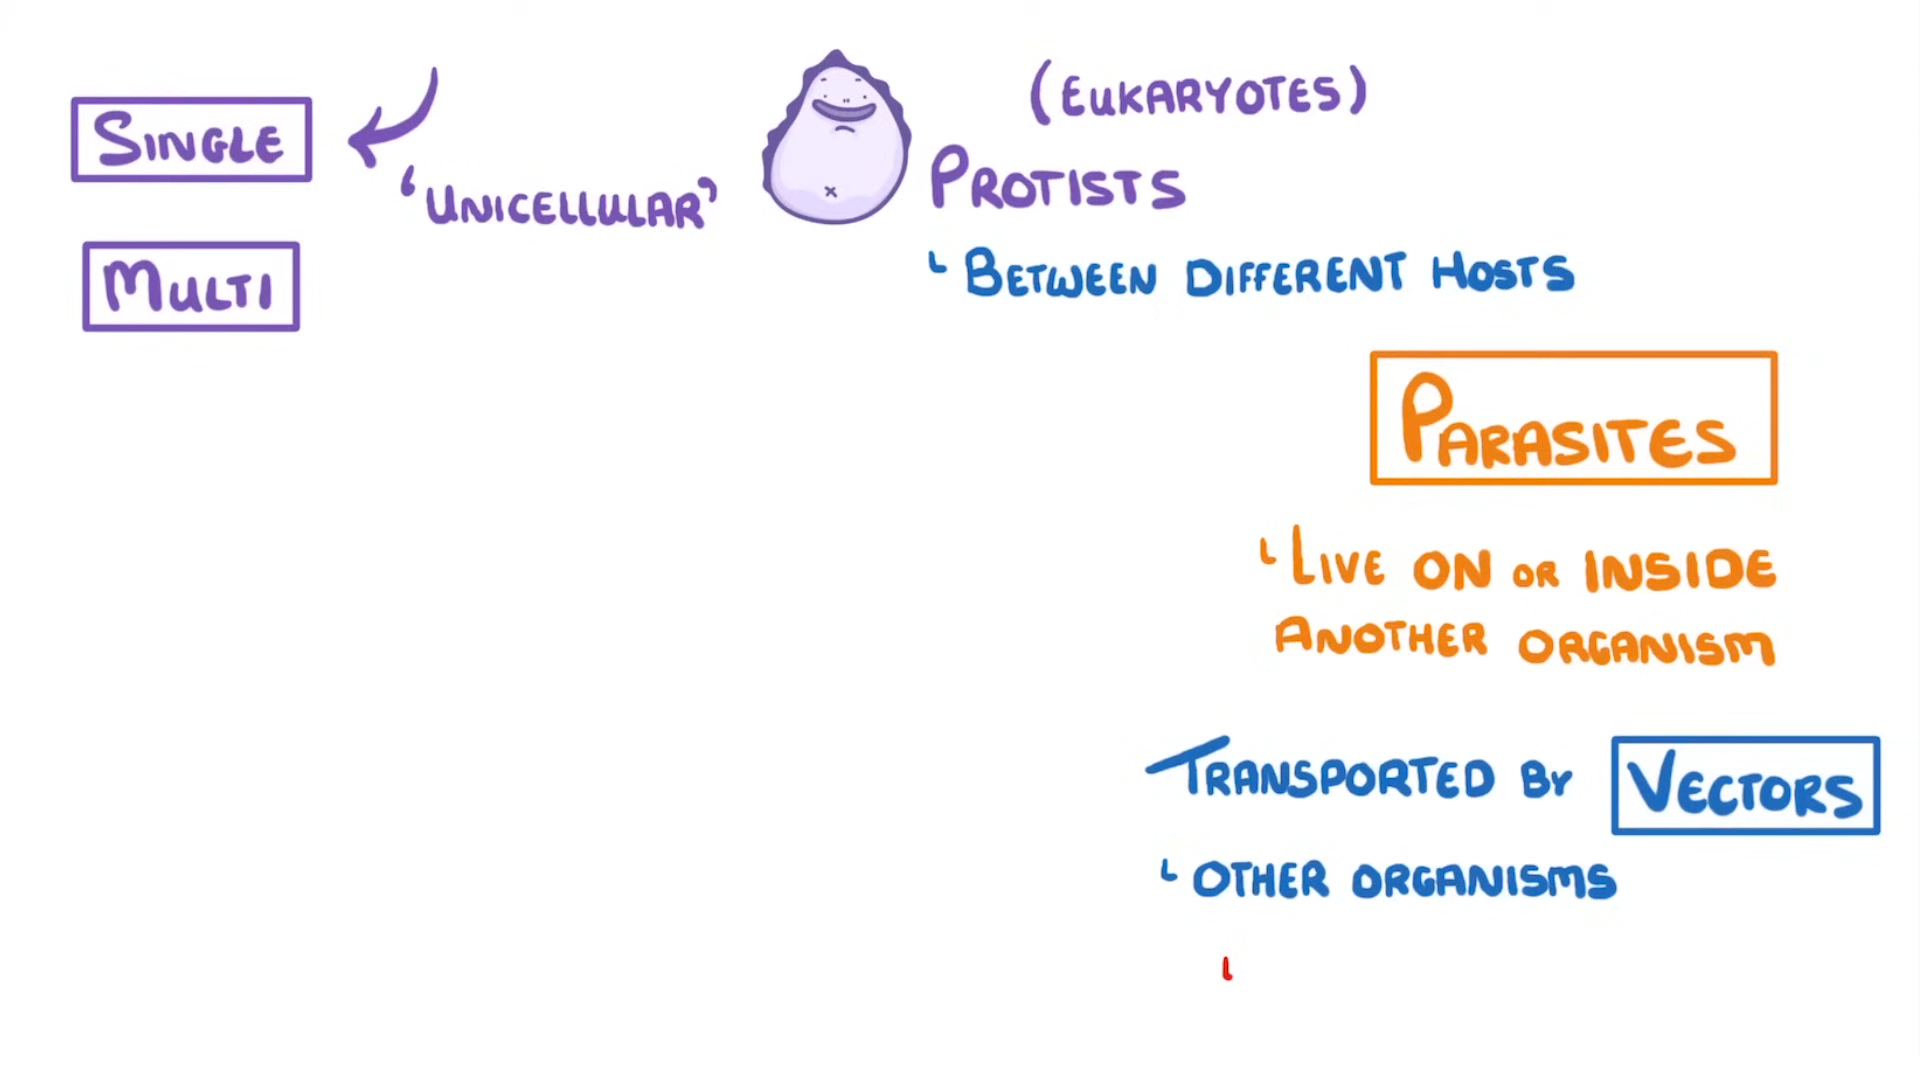 SINGLE
'UNICELLULAR'
MULTI
(EUKARYOTES)
PROTISTS
BETWEEN DIFFERENT HOSTS
PARASITES
LIVE ON OR INSIDE
ANOTHER ORGANISM
TRANSPORTED BY VECTORS
OTHER ORGANISMS